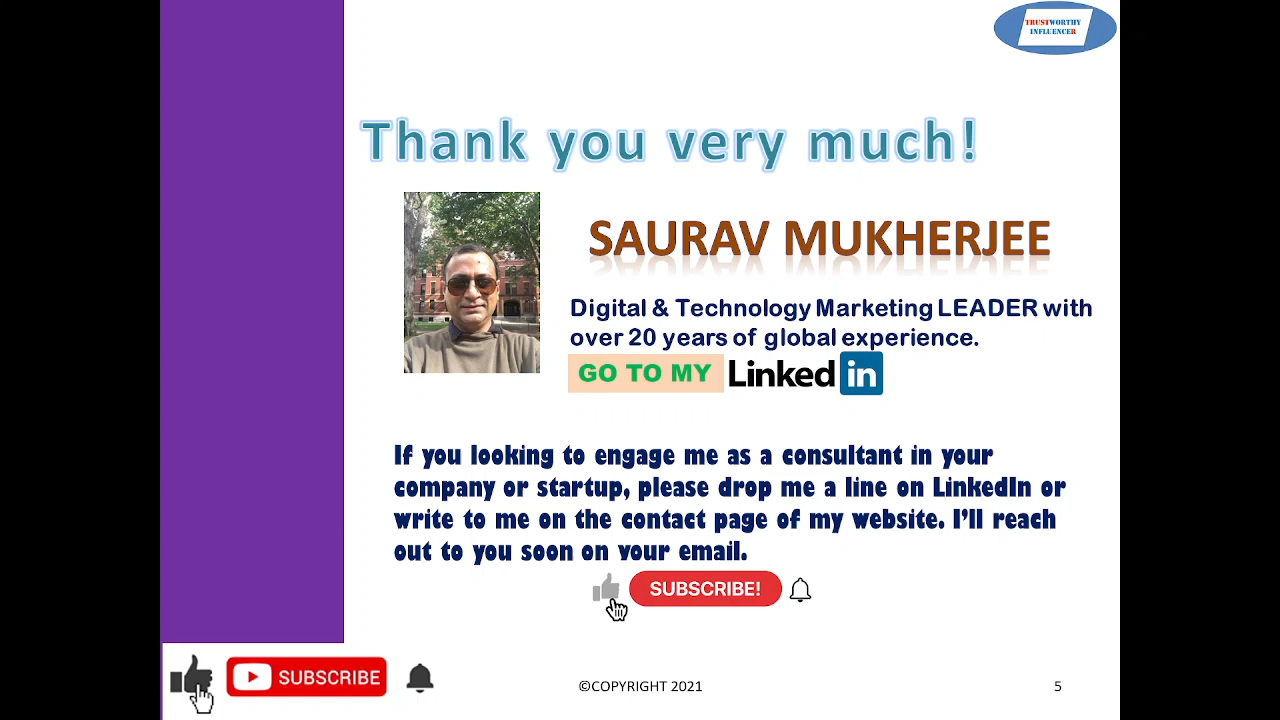 TRUSTWORTHY
INFLUENCER
Thank you very much!
SAURAV MUKHERJEE
Digital & Technology Marketing LEADER with
over 20 years of global experience.
GO TO MY Linked in
If you looking to engage me as a consultant in your
company or startup, please drop me a line on LinkedIn or
write to me on the contact page of my website. I'll reach
out to you soon on your email.
SUBSCRIBE!
SUBSCRIBE
©COPYRIGHT 2021
5